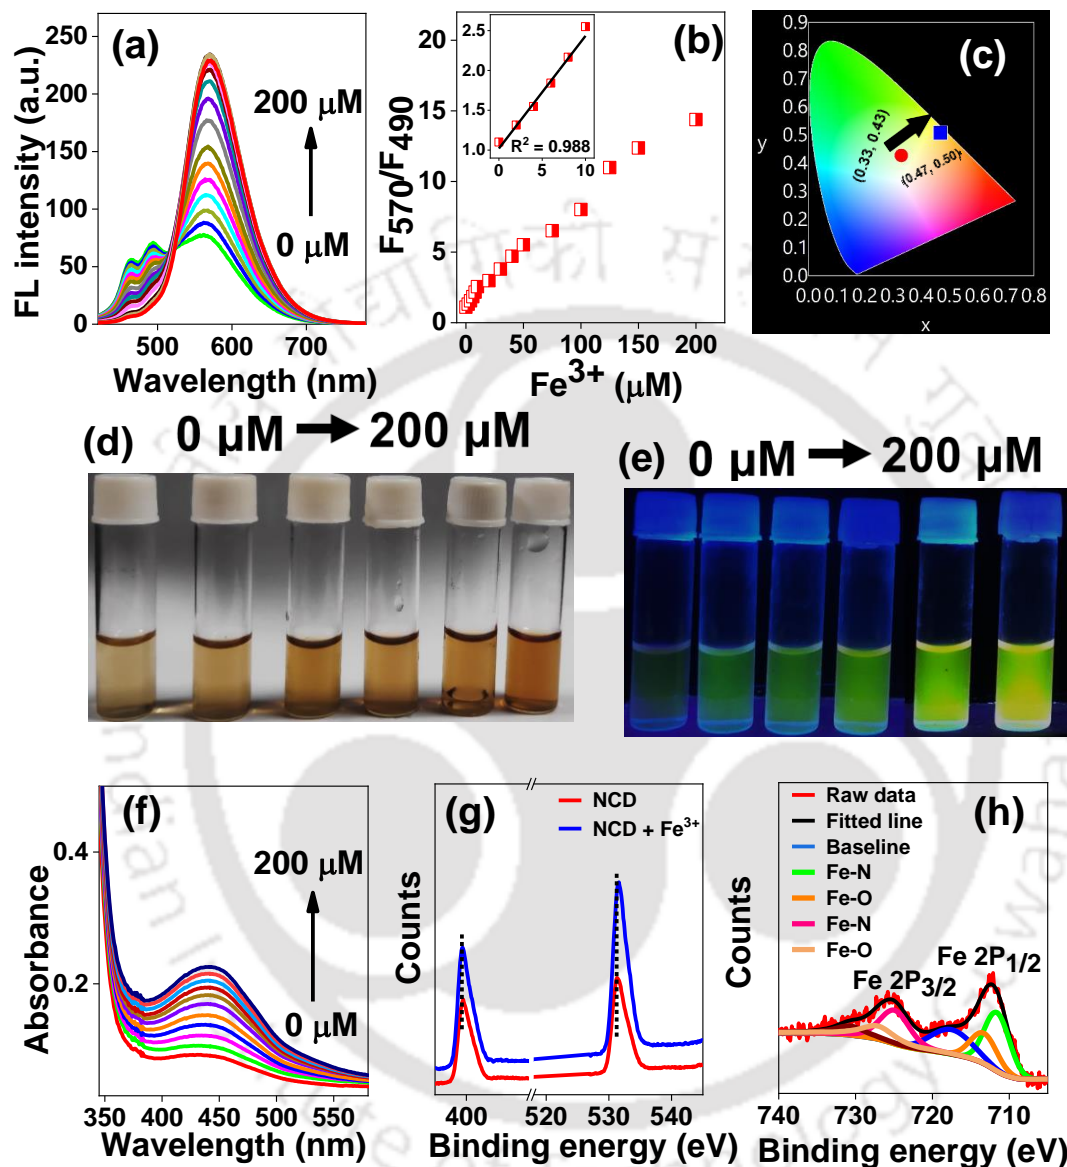 (a)
FL intensity (a.u.)
250
200
150
100
50
0
200 μM
0 μM
500 600 700
Wavelength (nm)
(b)
F570/F490
20
15
10
5
0
2.5
2.0
1.5
1.0
R² = 0.988
0 5 10
0 50 100 150 200
Fe³⁺ (μM)
(c)
y
0.9
0.8
0.7
0.6
0.5
0.4
0.3
0.2
0.1
0.0
(0.33, 0.43)
(0.47, 0.50)
0.0 0.1 0.2 0.3 0.4 0.5 0.6 0.7 0.8
x
(d)
0 μM 200 μM
(e)
0 μM 200 μM
(f)
Absorbance
0.4
0.2
200 μM
0 μM
350 400 450 500 550
Wavelength (nm)
(g)
Counts
NCD
NCD + Fe³⁺
400 520 530 540
Binding energy (eV)
(h)
Counts
Raw data
Fitted line
Baseline
Fe-N
Fe-O
Fe-N
Fe-O
Fe 2P1/2
Fe 2P3/2
740 730 720 710
Binding energy (eV)